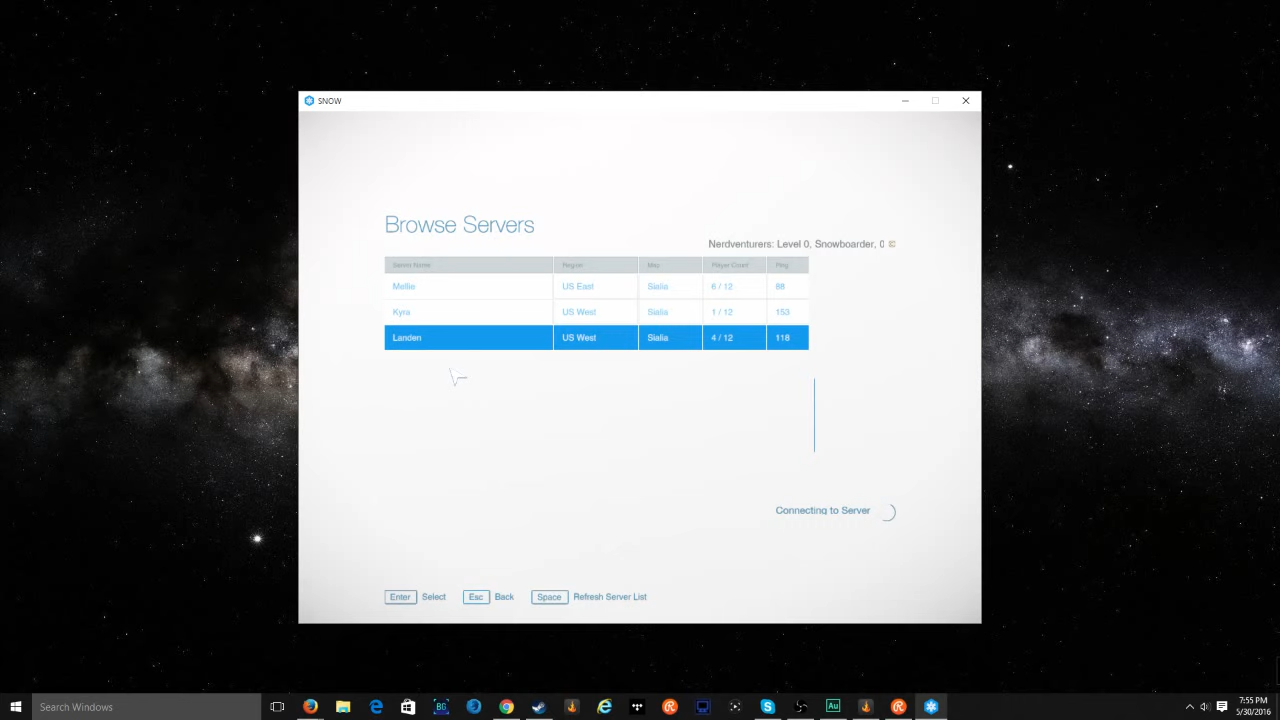 SNOW
Browse Servers
Nerdventurers: Level 0, Snowboarder, 0 ©
Server Name Region Map Player Count Ping
Mellie US East Sialia 6 / 12 88
Kyra US West Sialia 1 / 12 153
Landen US West Sialia 4 / 12 118
Connecting to Server
Enter Select Esc Back Space Refresh Server List
Search Windows
BG
Au
7:55 PM
5/30/2016